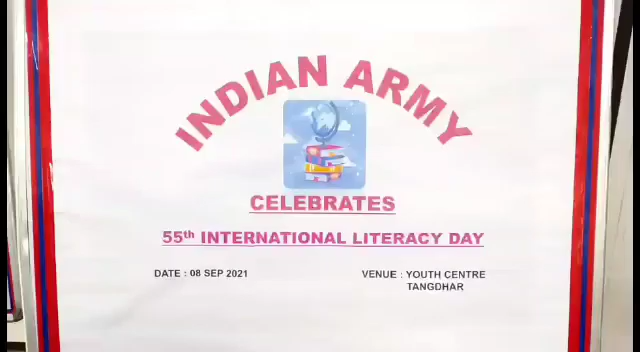 INDIAN ARMY
CELEBRATES
55th INTERNATIONAL LITERACY DAY
DATE : 08 SEP 2021
VENUE : YOUTH CENTRE
TANGDHAR